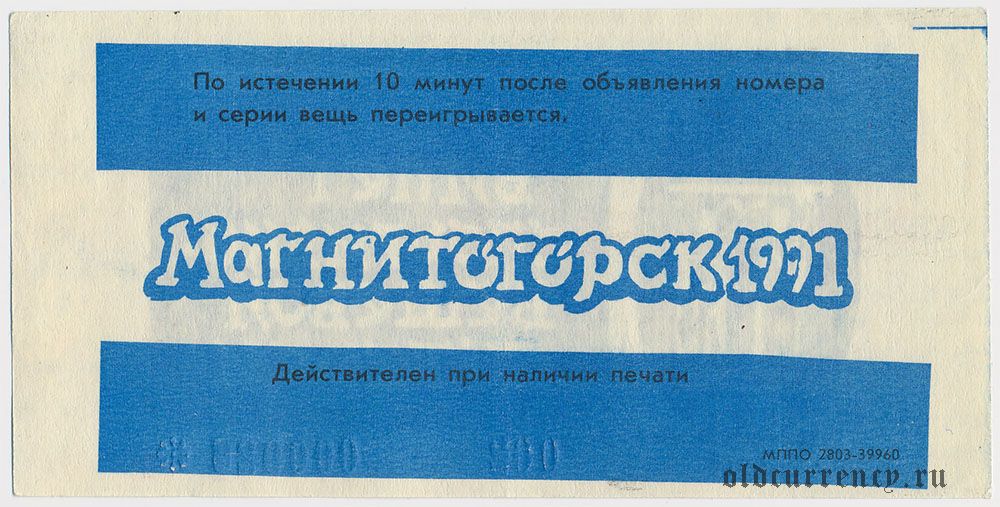 По истечении 10 минут после объявления номера
и серии вещь переигрывается.
Магнитогорск-1991
Действителен при наличии печати
МППО 2803-39960
oldcurrency.ru